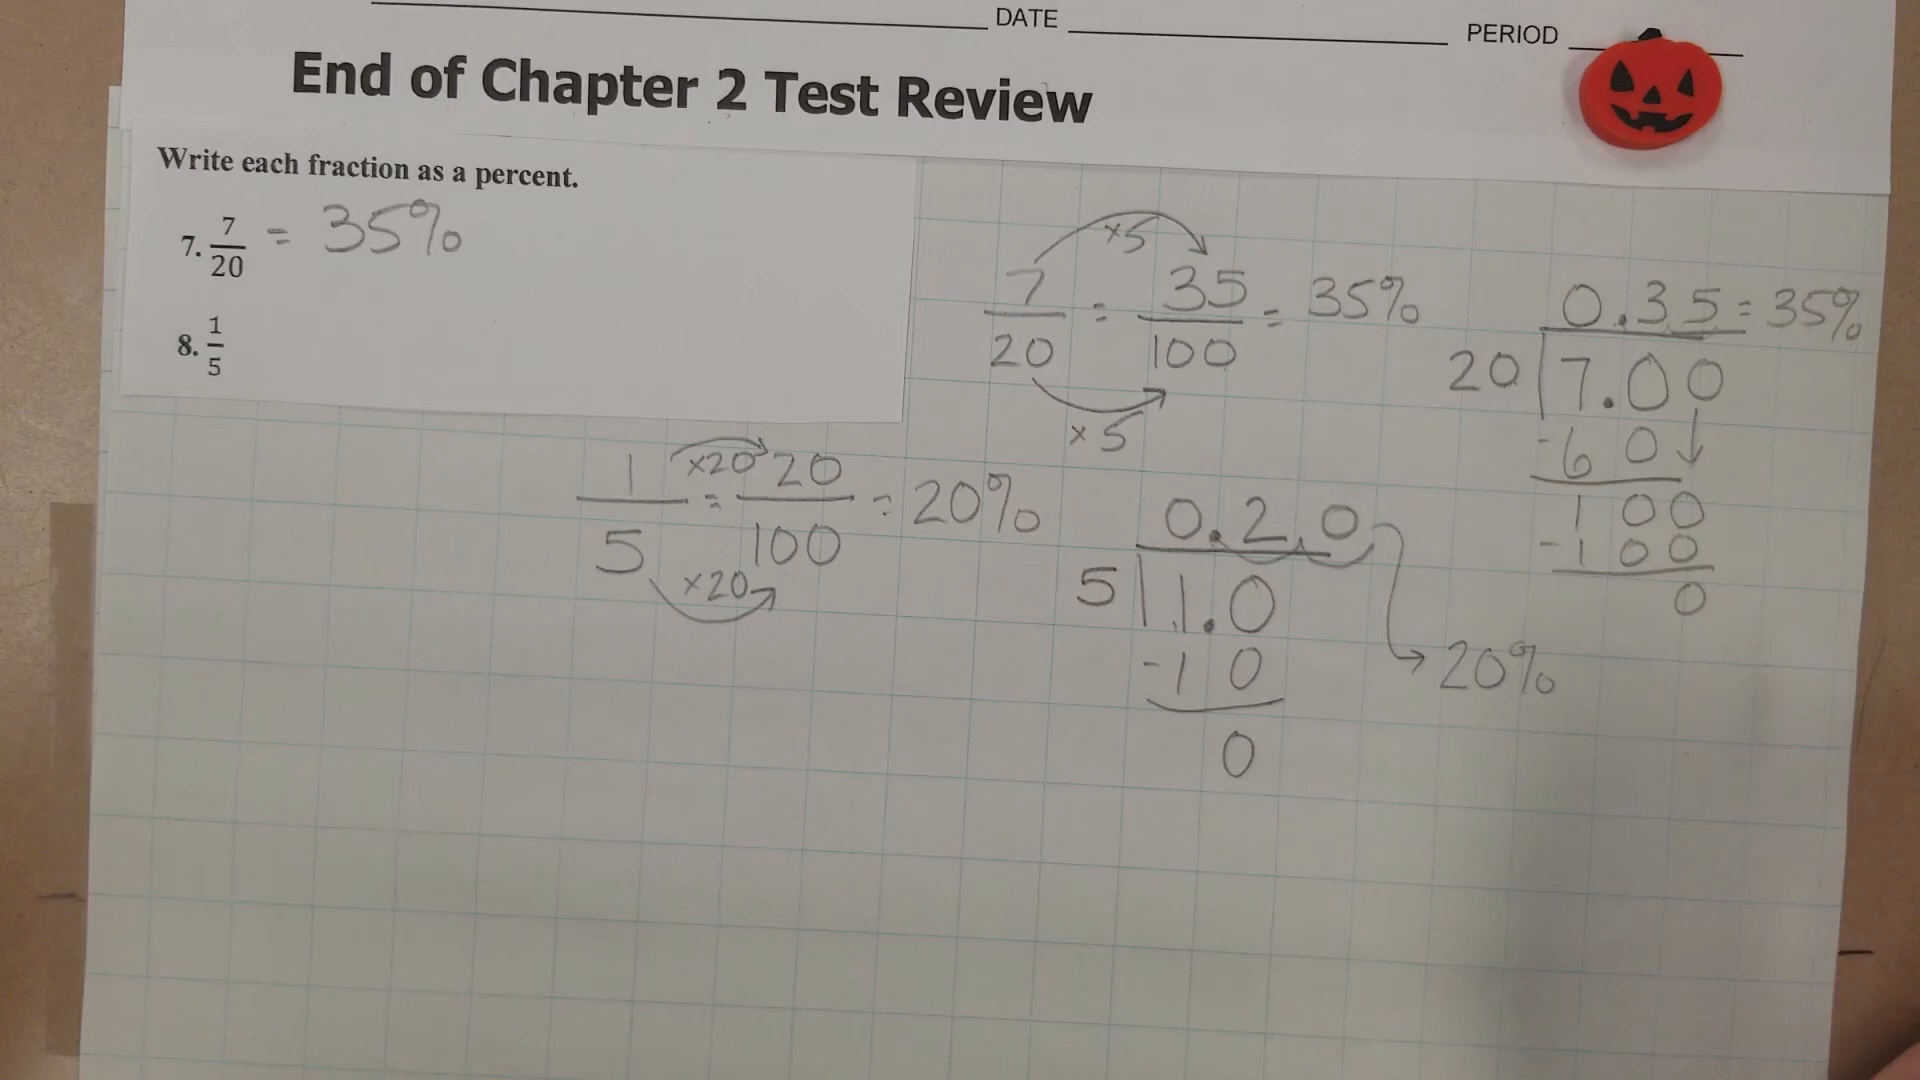 DATE PERIOD
End of Chapter 2 Test Review
Write each fraction as a percent.
7. 7/20 = 35%
8. 1/5
×5
7/20 = 35/100 = 35%
×5
0.35 = 35%
20 7.00
-60
100
-100
0
×20
1/5 = 20/100 = 20%
×20
0.20
5 1.0
-10
0
20%